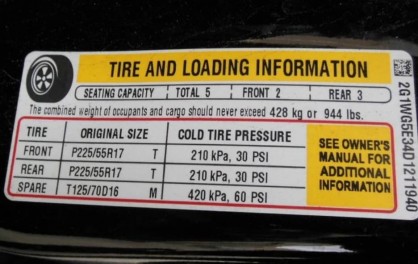 TIRE AND LOADING INFORMATION
SEATING CAPACITY TOTAL 5 FRONT 2 REAR 3
The combined weight of occupants and cargo should never exceed 428 kg or 944 lbs.
TIRE ORIGINAL SIZE COLD TIRE PRESSURE
FRONT P225/55R17 T 210 kPa, 30 PSI
REAR P225/55R17 T 210 kPa, 30 PSI
SPARE T125/70D16 M 420 kPa, 60 PSI
SEE OWNER'S
MANUAL FOR
ADDITIONAL
INFORMATION
2G1WG5E34D1211940